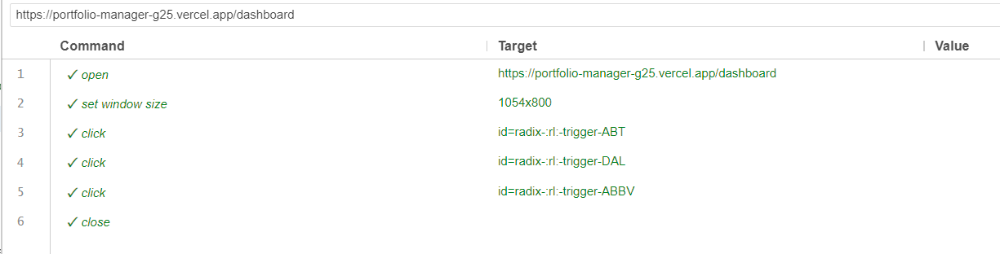 https://portfolio-manager-g25.vercel.app/dashboard
Command Target Value
1 ✓ open https://portfolio-manager-g25.vercel.app/dashboard
2 ✓ set window size 1054x800
3 ✓ click id=radix-:rl:-trigger-ABT
4 ✓ click id=radix-:rl:-trigger-DAL
5 ✓ click id=radix-:rl:-trigger-ABBV
6 ✓ close